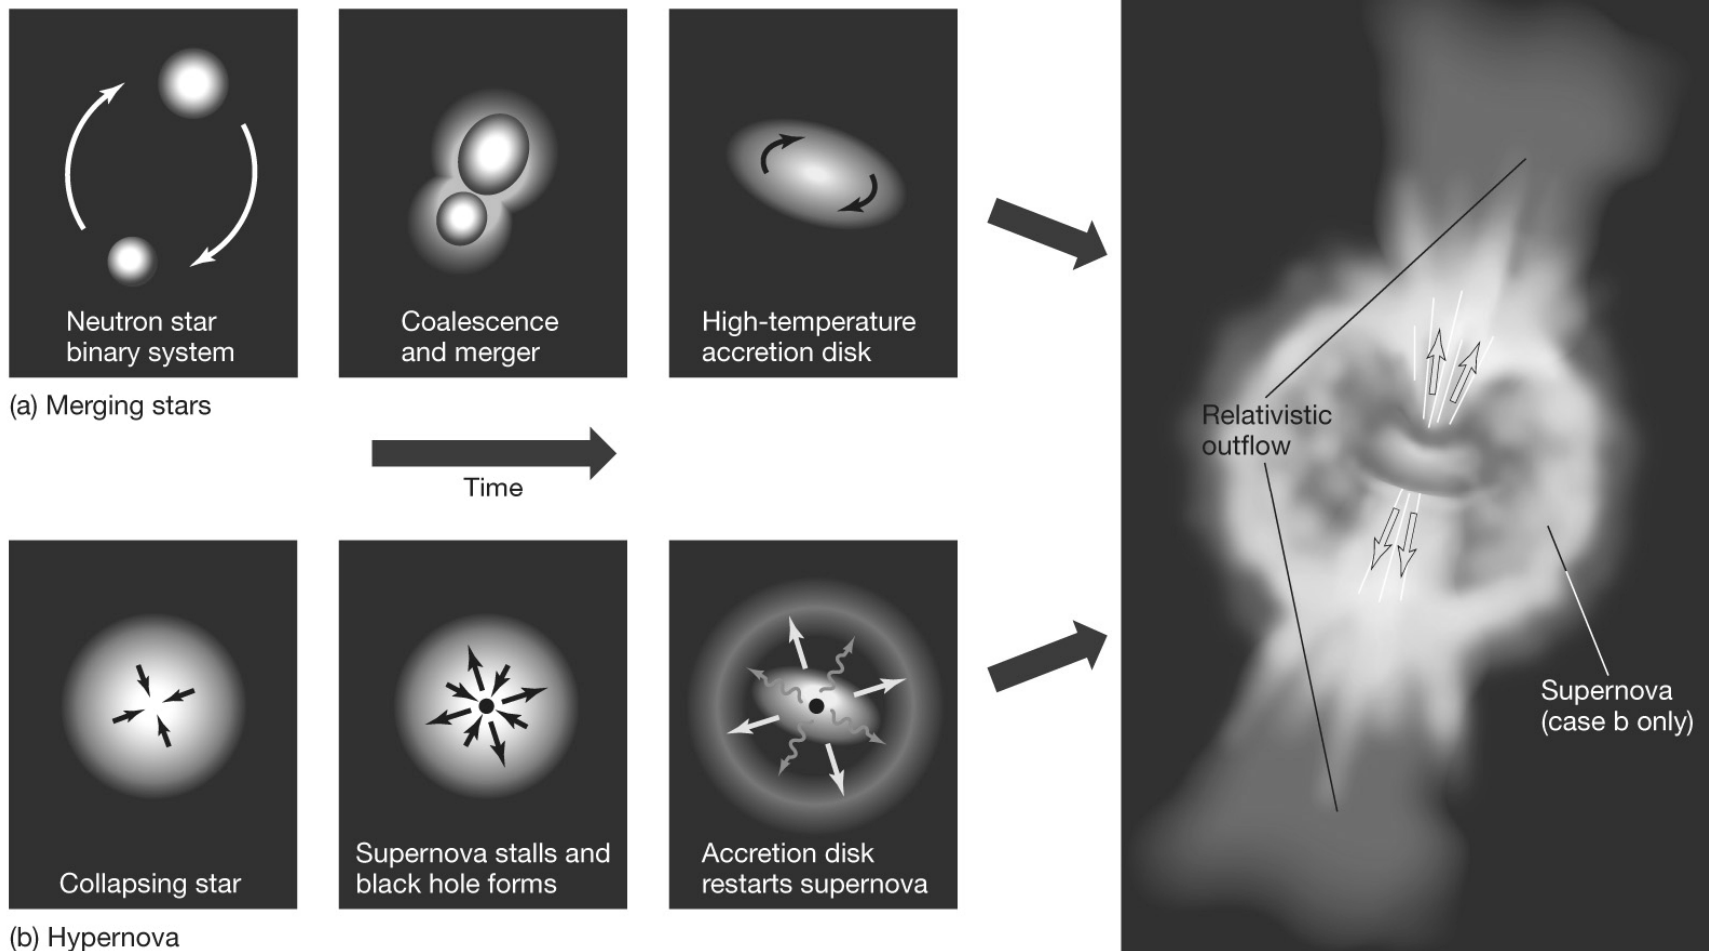 Neutron star
binary system
Coalescence
and merger
High-temperature
accretion disk
(a) Merging stars
Time
Collapsing star
Supernova stalls and
black hole forms
Accretion disk
restarts supernova
(b) Hypernova
Relativistic
outflow
Supernova
(case b only)